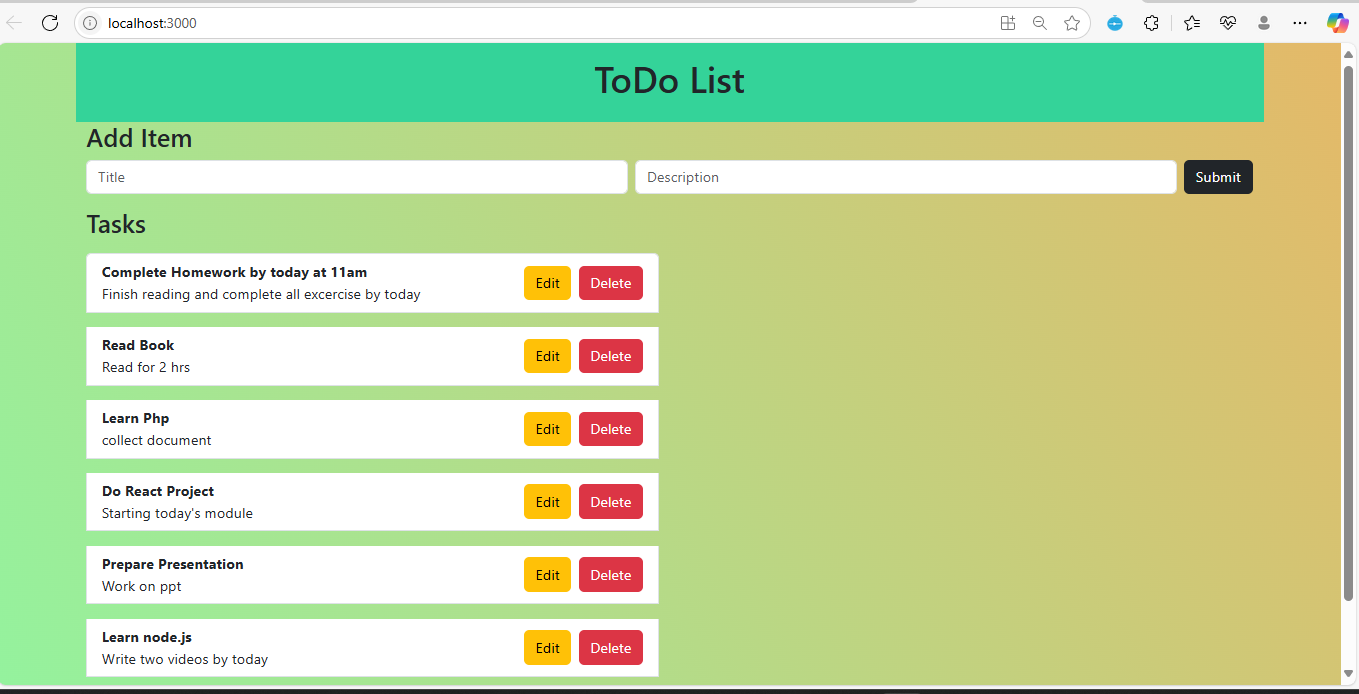 localhost:3000
ToDo List
Add Item
Title Description Submit
Tasks
Complete Homework by today at 11am
Finish reading and complete all excercise by today
Edit Delete
Read Book
Read for 2 hrs
Edit Delete
Learn Php
collect document
Edit Delete
Do React Project
Starting today's module
Edit Delete
Prepare Presentation
Work on ppt
Edit Delete
Learn node.js
Write two videos by today
Edit Delete